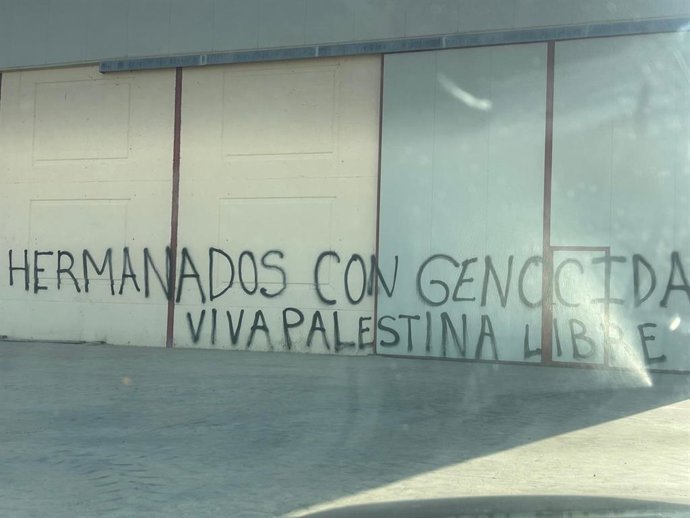 HERMANADOS CON GENOCIDA
VIVA PALESTINA LIBRE